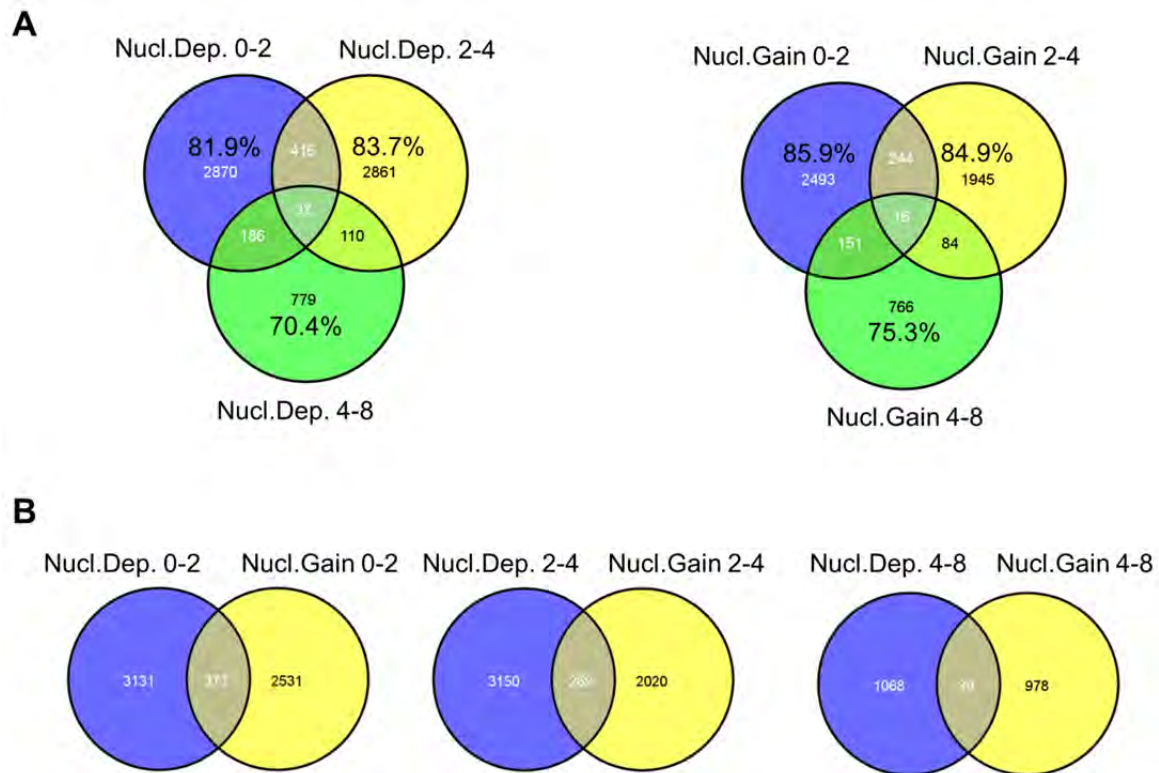 A
Nucl.Dep. 0-2
Nucl.Dep. 2-4
81.9%
416
83.7%
2870
2861
32
186
110
779
70.4%
Nucl.Dep. 4-8
Nucl.Gain 0-2
Nucl.Gain 2-4
85.9%
244
84.9%
2493
1945
16
151
84
766
75.3%
Nucl.Gain 4-8
B
Nucl.Dep. 0-2
Nucl.Gain 0-2
3131
373
2531
Nucl.Dep. 2-4
Nucl.Gain 2-4
3150
269
2020
Nucl.Dep. 4-8
Nucl.Gain 4-8
1068
39
978